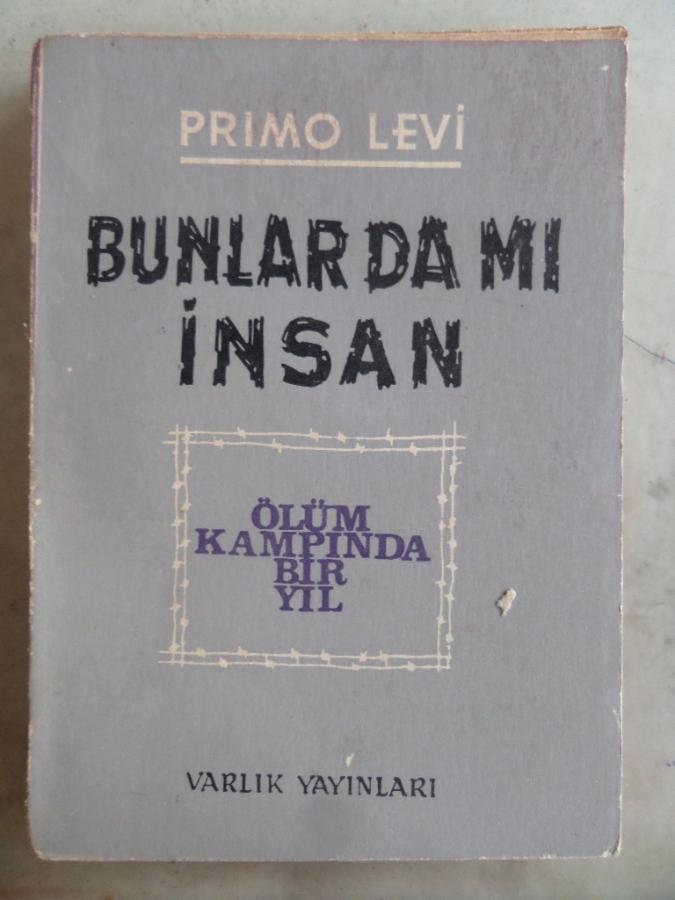 PRIMO LEVİ
BUNLAR DA MI
İNSAN
ÖLÜM
KAMPINDA
BİR
YIL
VARLIK YAYINLARI